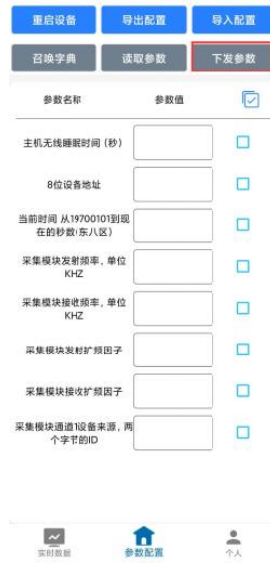 重启设备 导出配置 导入配置
召唤字典 读取参数 下发参数
参数名称 参数值
主机无线睡眠时间（秒）
8位设备地址
当前时间 从19700101到现
在的秒数(东八区）
采集模块发射频率，单位
KHZ
采集模块接收频率，单位
KHZ
采集模块发射扩频因子
采集模块接收扩频因子
采集模块通道1设备来源，两
个字节的ID
实时数据 参数配置 个人